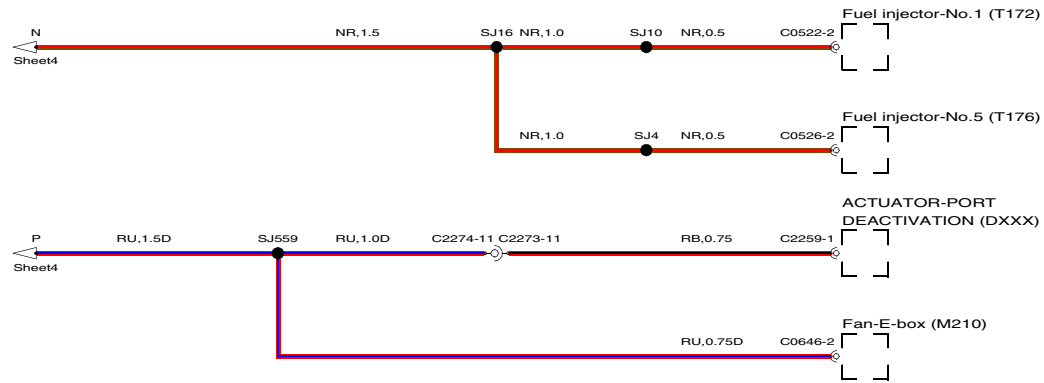 Fuel injector-No.1 (T172)
N NR,1.5 SJ16 NR,1.0 SJ10 NR,0.5 C0522-2
Sheet4
Fuel injector-No.5 (T176)
NR,1.0 SJ4 NR,0.5 C0526-2
ACTUATOR-PORT
DEACTIVATION (DXXX)
P RU,1.5D SJ559 RU,1.0D C2274-11 C2273-11 RB,0.75 C2259-1
Sheet4
Fan-E-box (M210)
RU,0.75D C0646-2